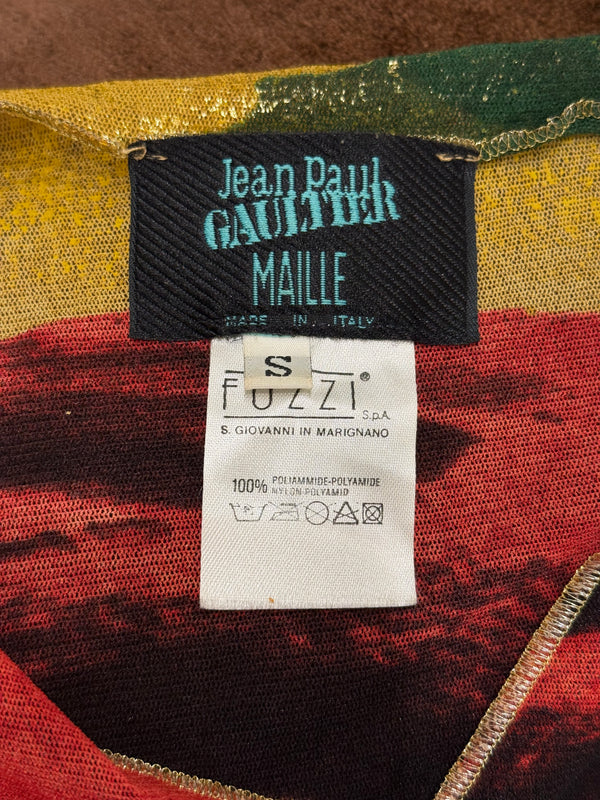 Jean Paul
GAULTIER
MAILLE
MADE IN ITALY
S
FUZZI®
S.p.A.
S. GIOVANNI IN MARIGNANO
100% POLIAMMIDE-POLYAMIDE
NYLON-POLYAMID